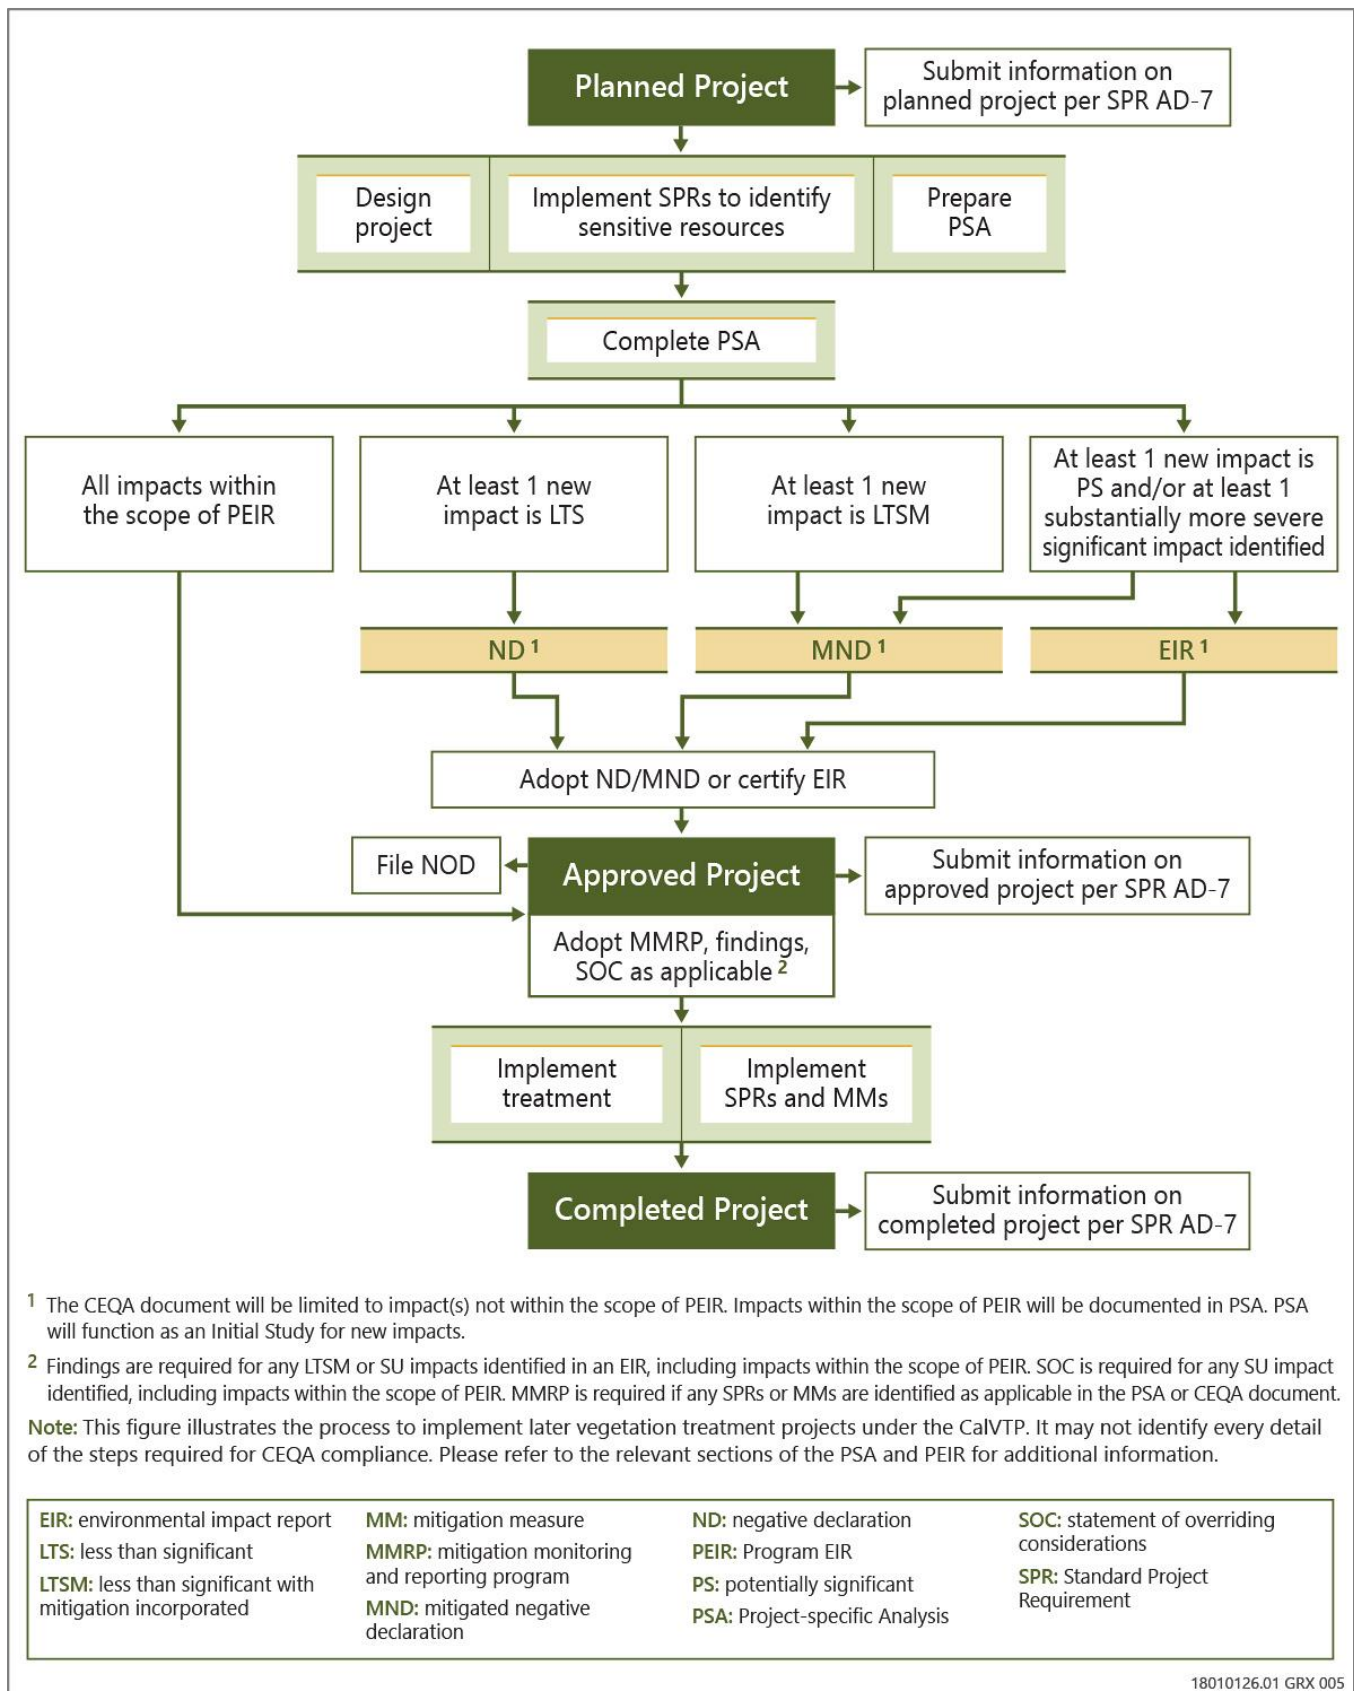 Planned Project
Submit information on
planned project per SPR AD-7
Design
project
Implement SPRs to identify
sensitive resources
Prepare
PSA
Complete PSA
All impacts within
the scope of PEIR
At least 1 new
impact is LTS
At least 1 new
impact is LTSM
At least 1 new impact is
PS and/or at least 1
substantially more severe
significant impact identified
ND 1
MND 1
EIR 1
Adopt ND/MND or certify EIR
File NOD
Approved Project
Submit information on
approved project per SPR AD-7
Adopt MMRP, findings,
SOC as applicable 2
Implement
treatment
Implement
SPRs and MMs
Completed Project
Submit information on
completed project per SPR AD-7
1 The CEQA document will be limited to impact(s) not within the scope of PEIR. Impacts within the scope of PEIR will be documented in PSA. PSA
will function as an Initial Study for new impacts.
2 Findings are required for any LTSM or SU impacts identified in an EIR, including impacts within the scope of PEIR. SOC is required for any SU impact
identified, including impacts within the scope of PEIR. MMRP is required if any SPRs or MMs are identified as applicable in the PSA or CEQA document.
Note: This figure illustrates the process to implement later vegetation treatment projects under the CalVTP. It may not identify every detail
of the steps required for CEQA compliance. Please refer to the relevant sections of the PSA and PEIR for additional information.
EIR: environmental impact report
LTS: less than significant
LTSM: less than significant with
mitigation incorporated
MM: mitigation measure
MMRP: mitigation monitoring
and reporting program
MND: mitigated negative
declaration
ND: negative declaration
PEIR: Program EIR
PS: potentially significant
PSA: Project-specific Analysis
SOC: statement of overriding
considerations
SPR: Standard Project
Requirement
18010126.01 GRX 005